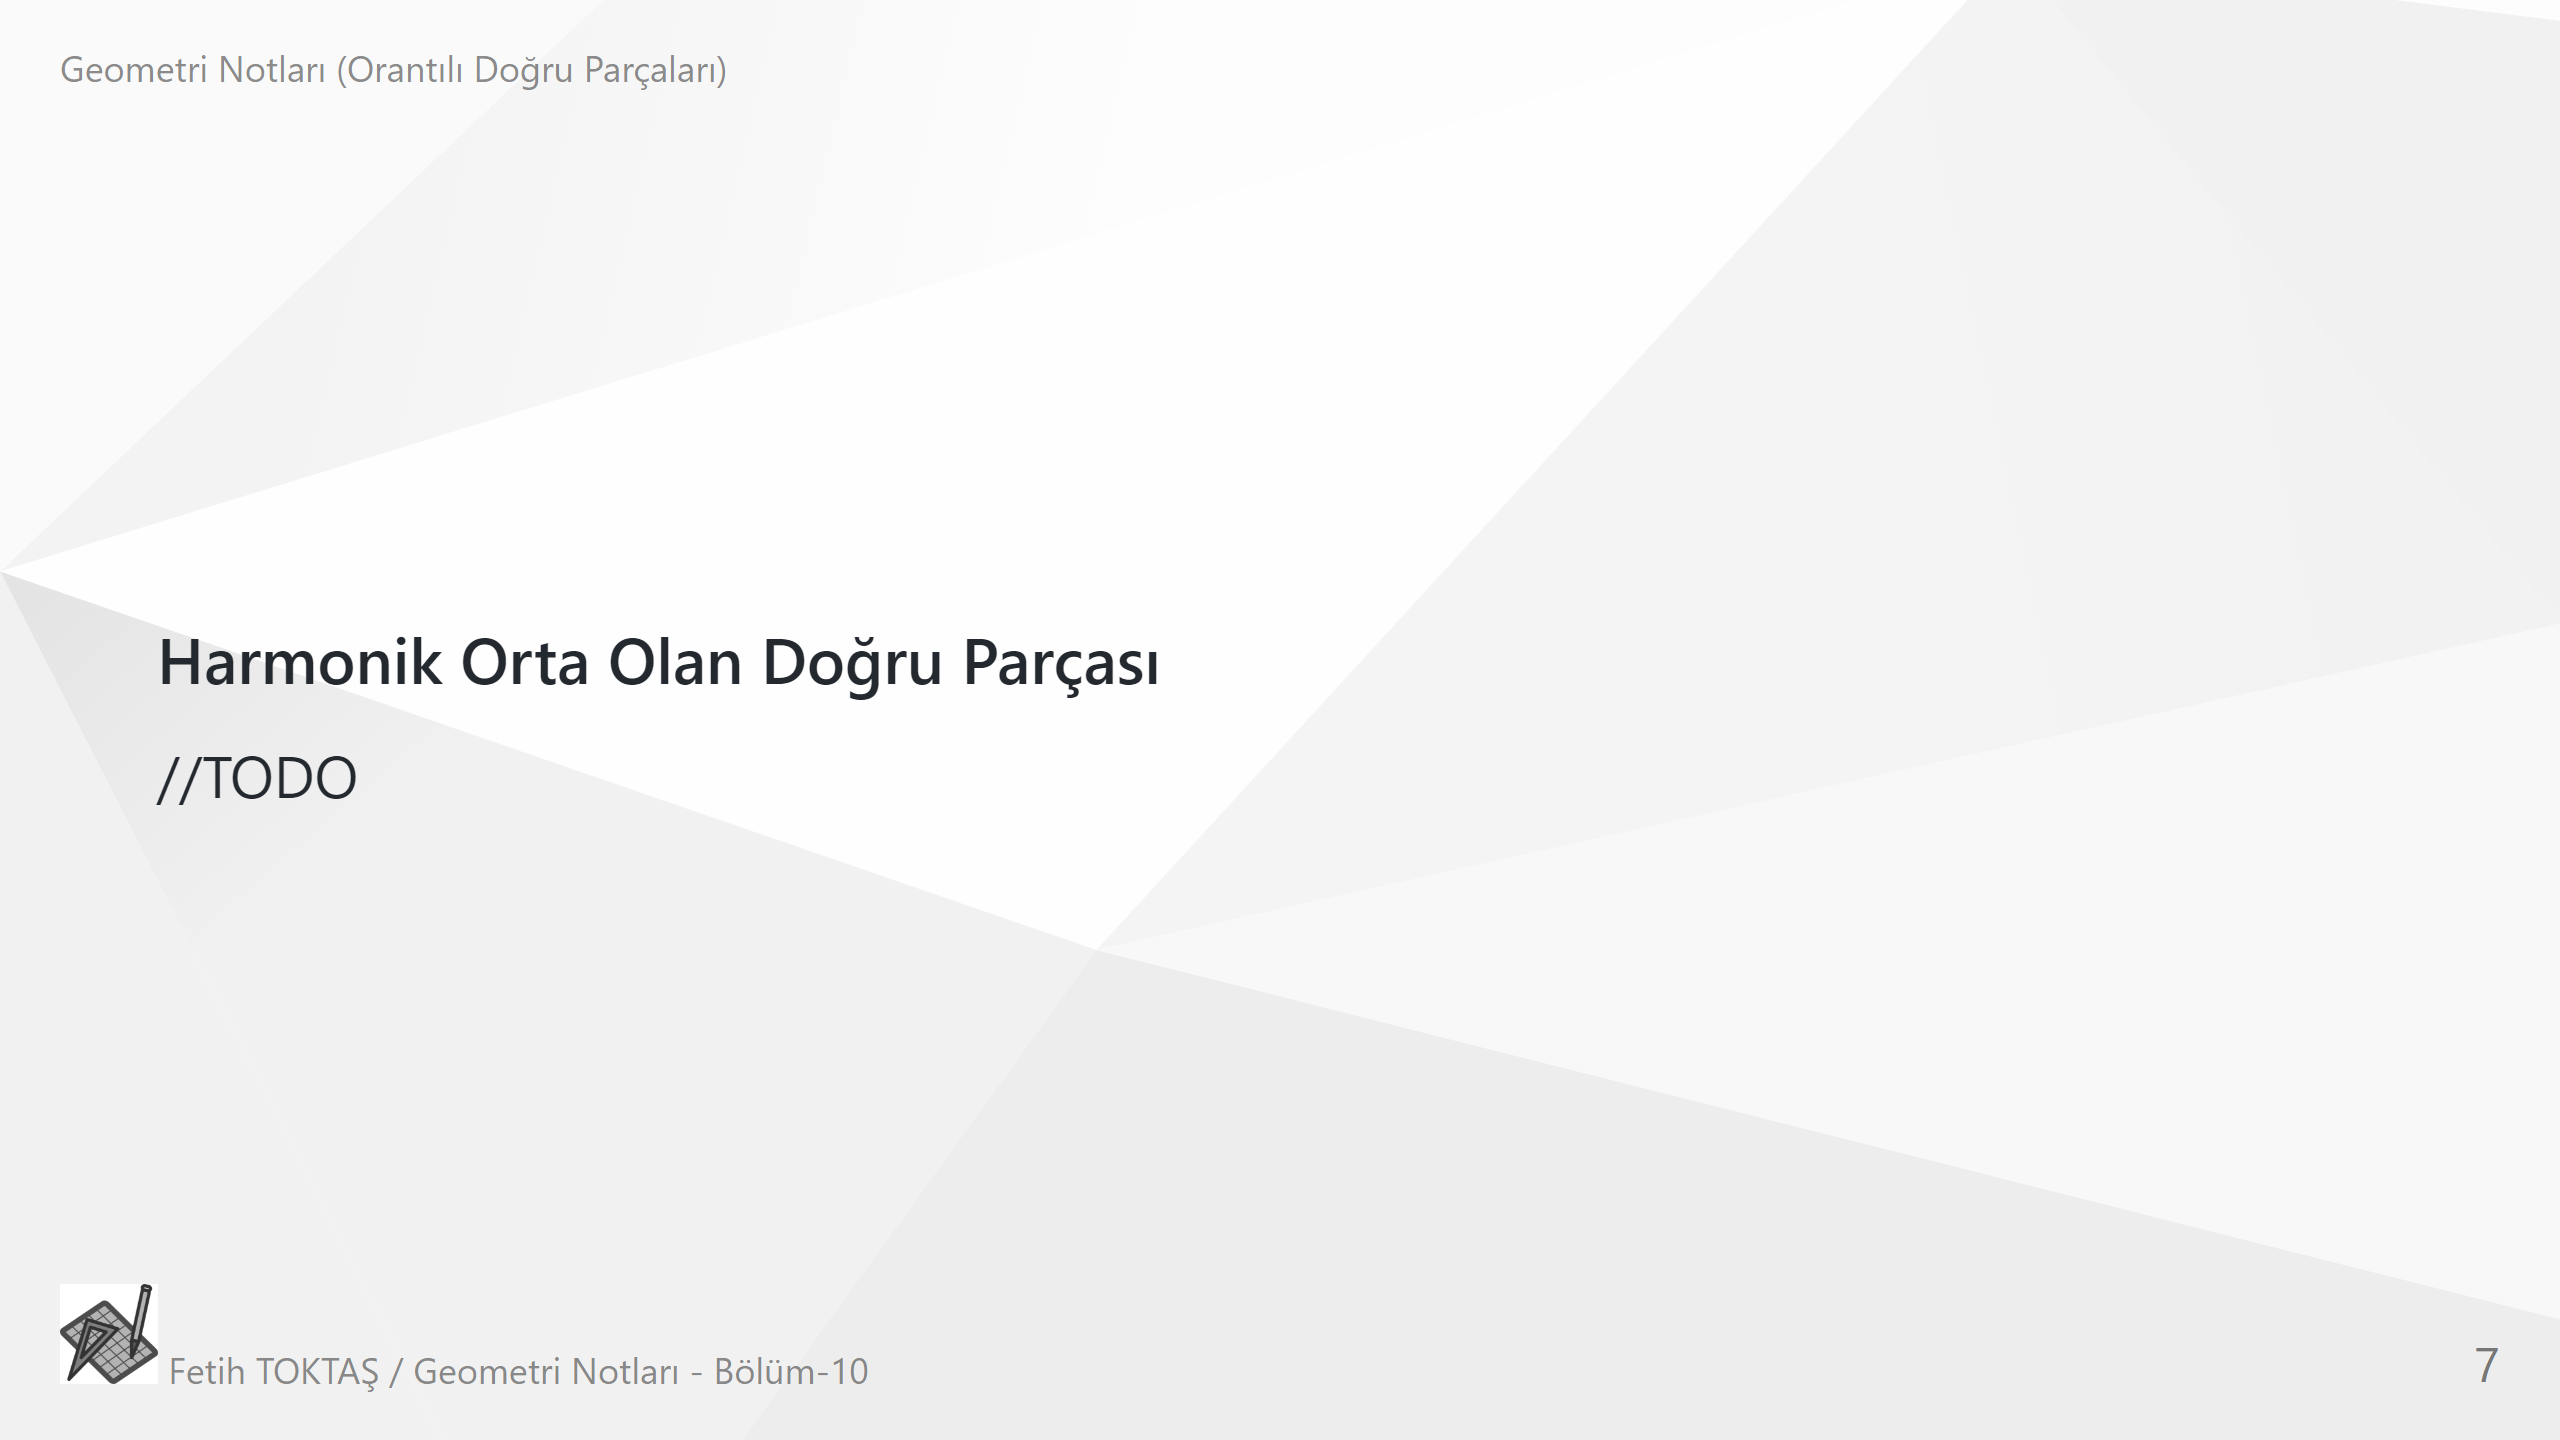 Geometri Notları (Orantılı Doğru Parçaları)
Harmonik Orta Olan Doğru Parçası
//TODO
Fetih TOKTAŞ / Geometri Notları - Bölüm-10
7